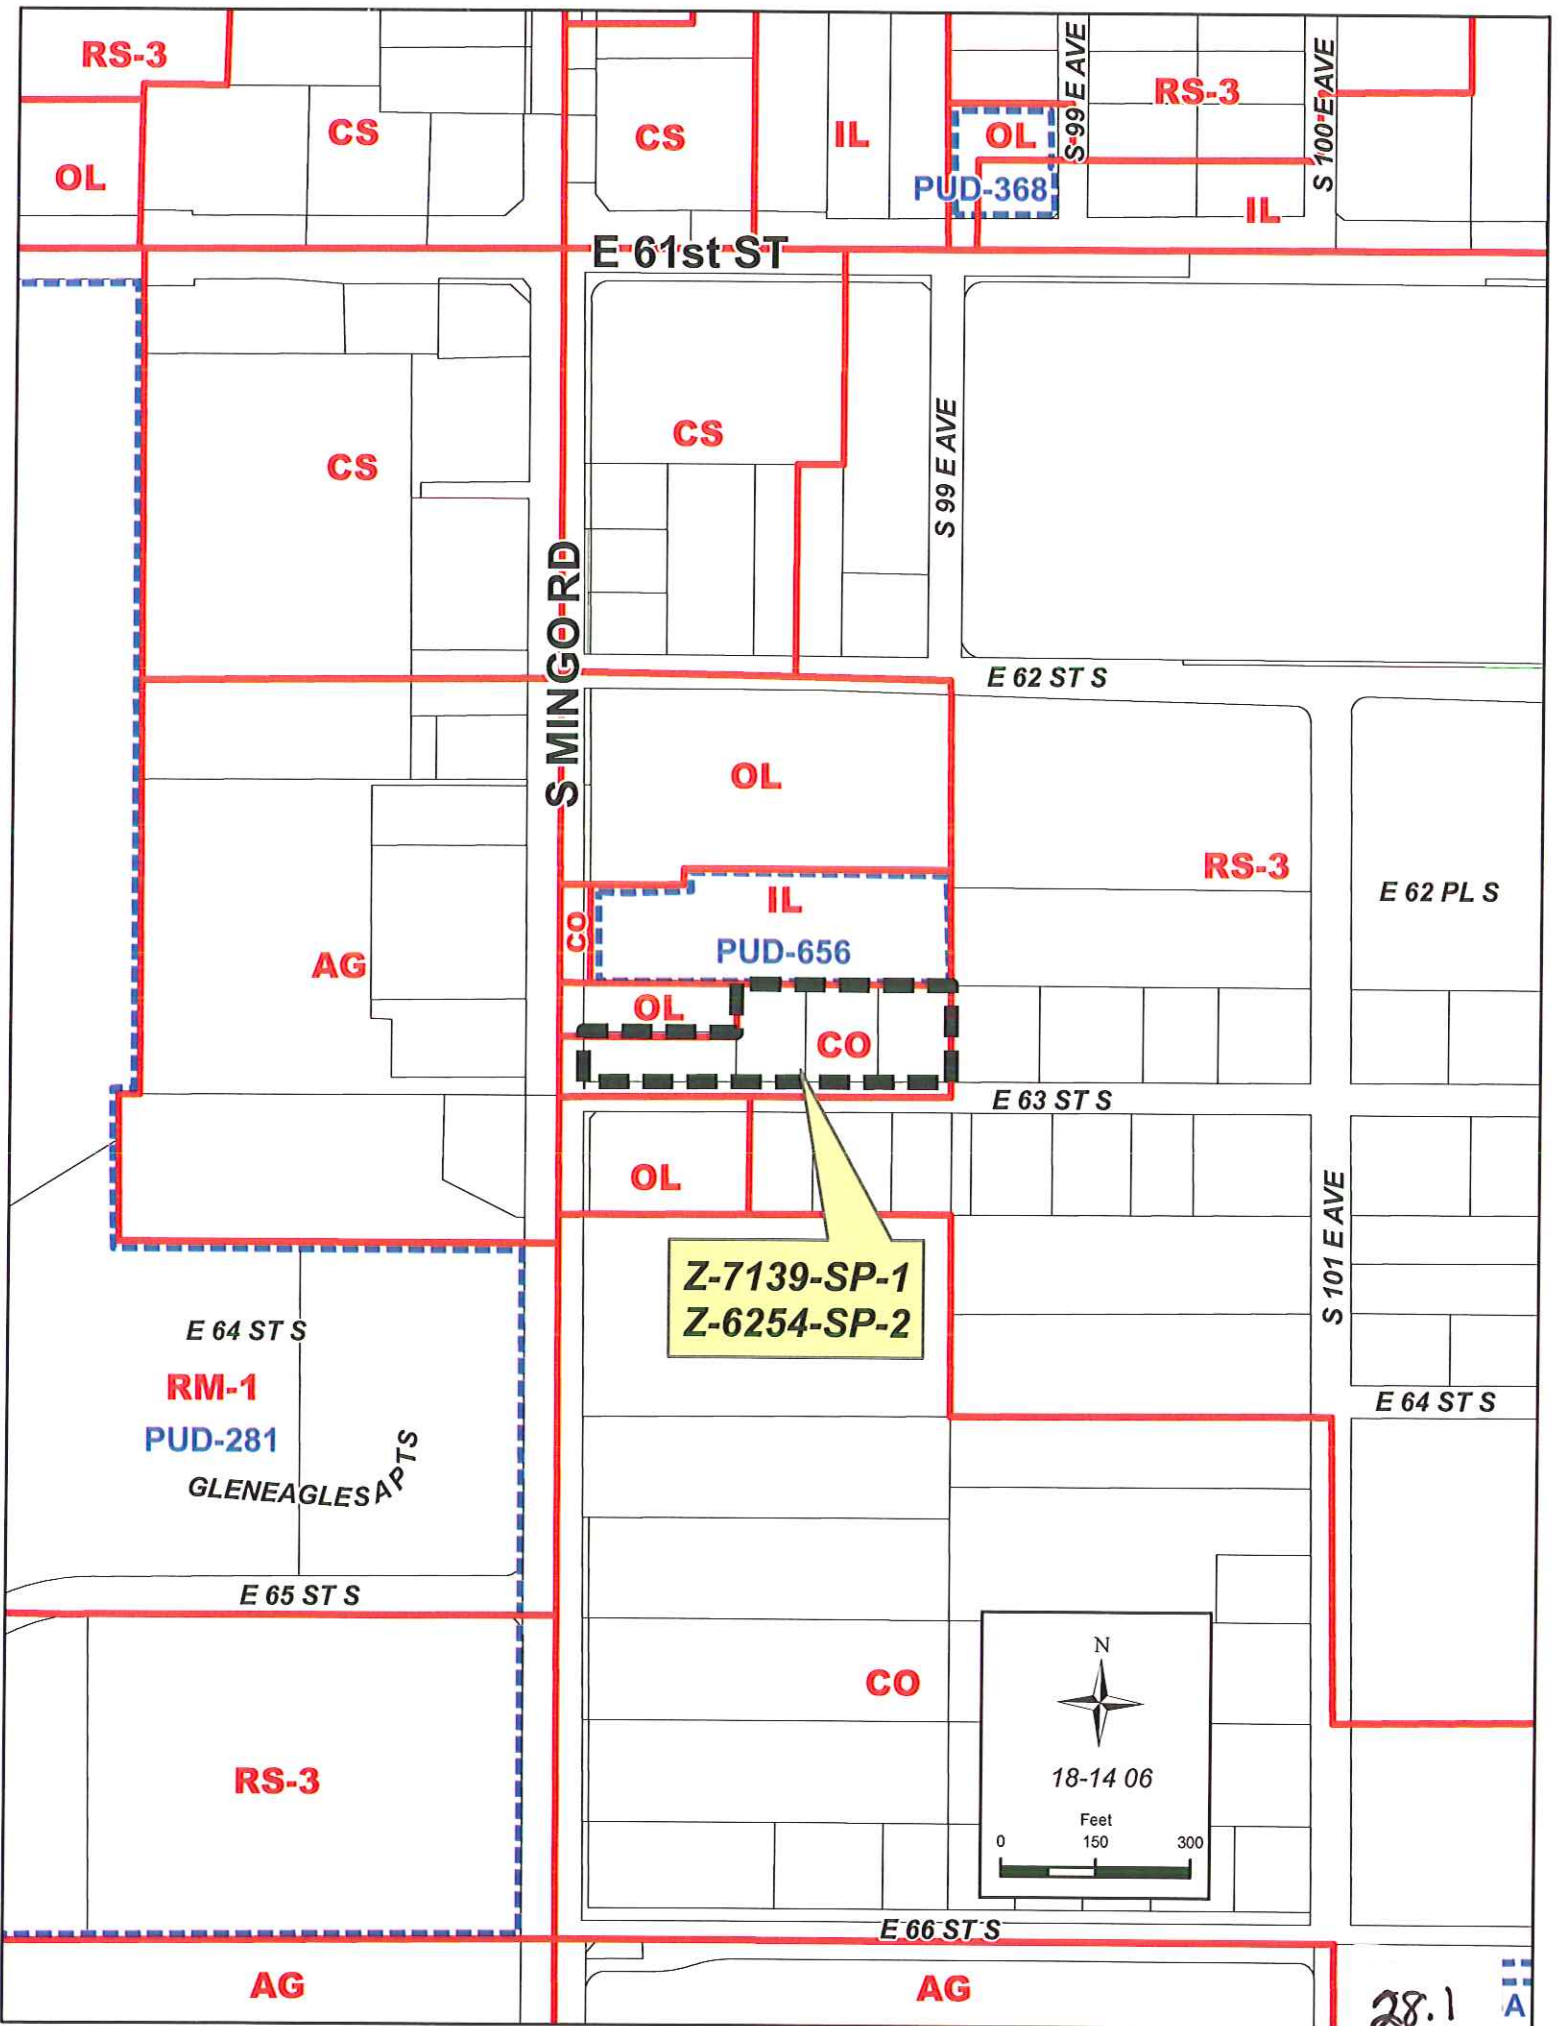 RS-3
CS
OL
CS
IL
OL
PUD-368
S 99 E AVE
RS-3
S 100 E AVE
IL
E 61st ST
CS
CS
S 99 E AVE
S MINGO RD
E 62 ST S
OL
RS-3
E 62 PL S
CO
IL
PUD-656
AG
OL
CO
E 63 ST S
OL
S 101 E AVE
Z-7139-SP-1
Z-6254-SP-2
E 64 ST S
RM-1
PUD-281
GLENEAGLES APTS
E 64 ST S
E 65 ST S
CO
N
18-14 06
Feet
0 150 300
RS-3
E 66 ST S
AG
AG
28.1
A